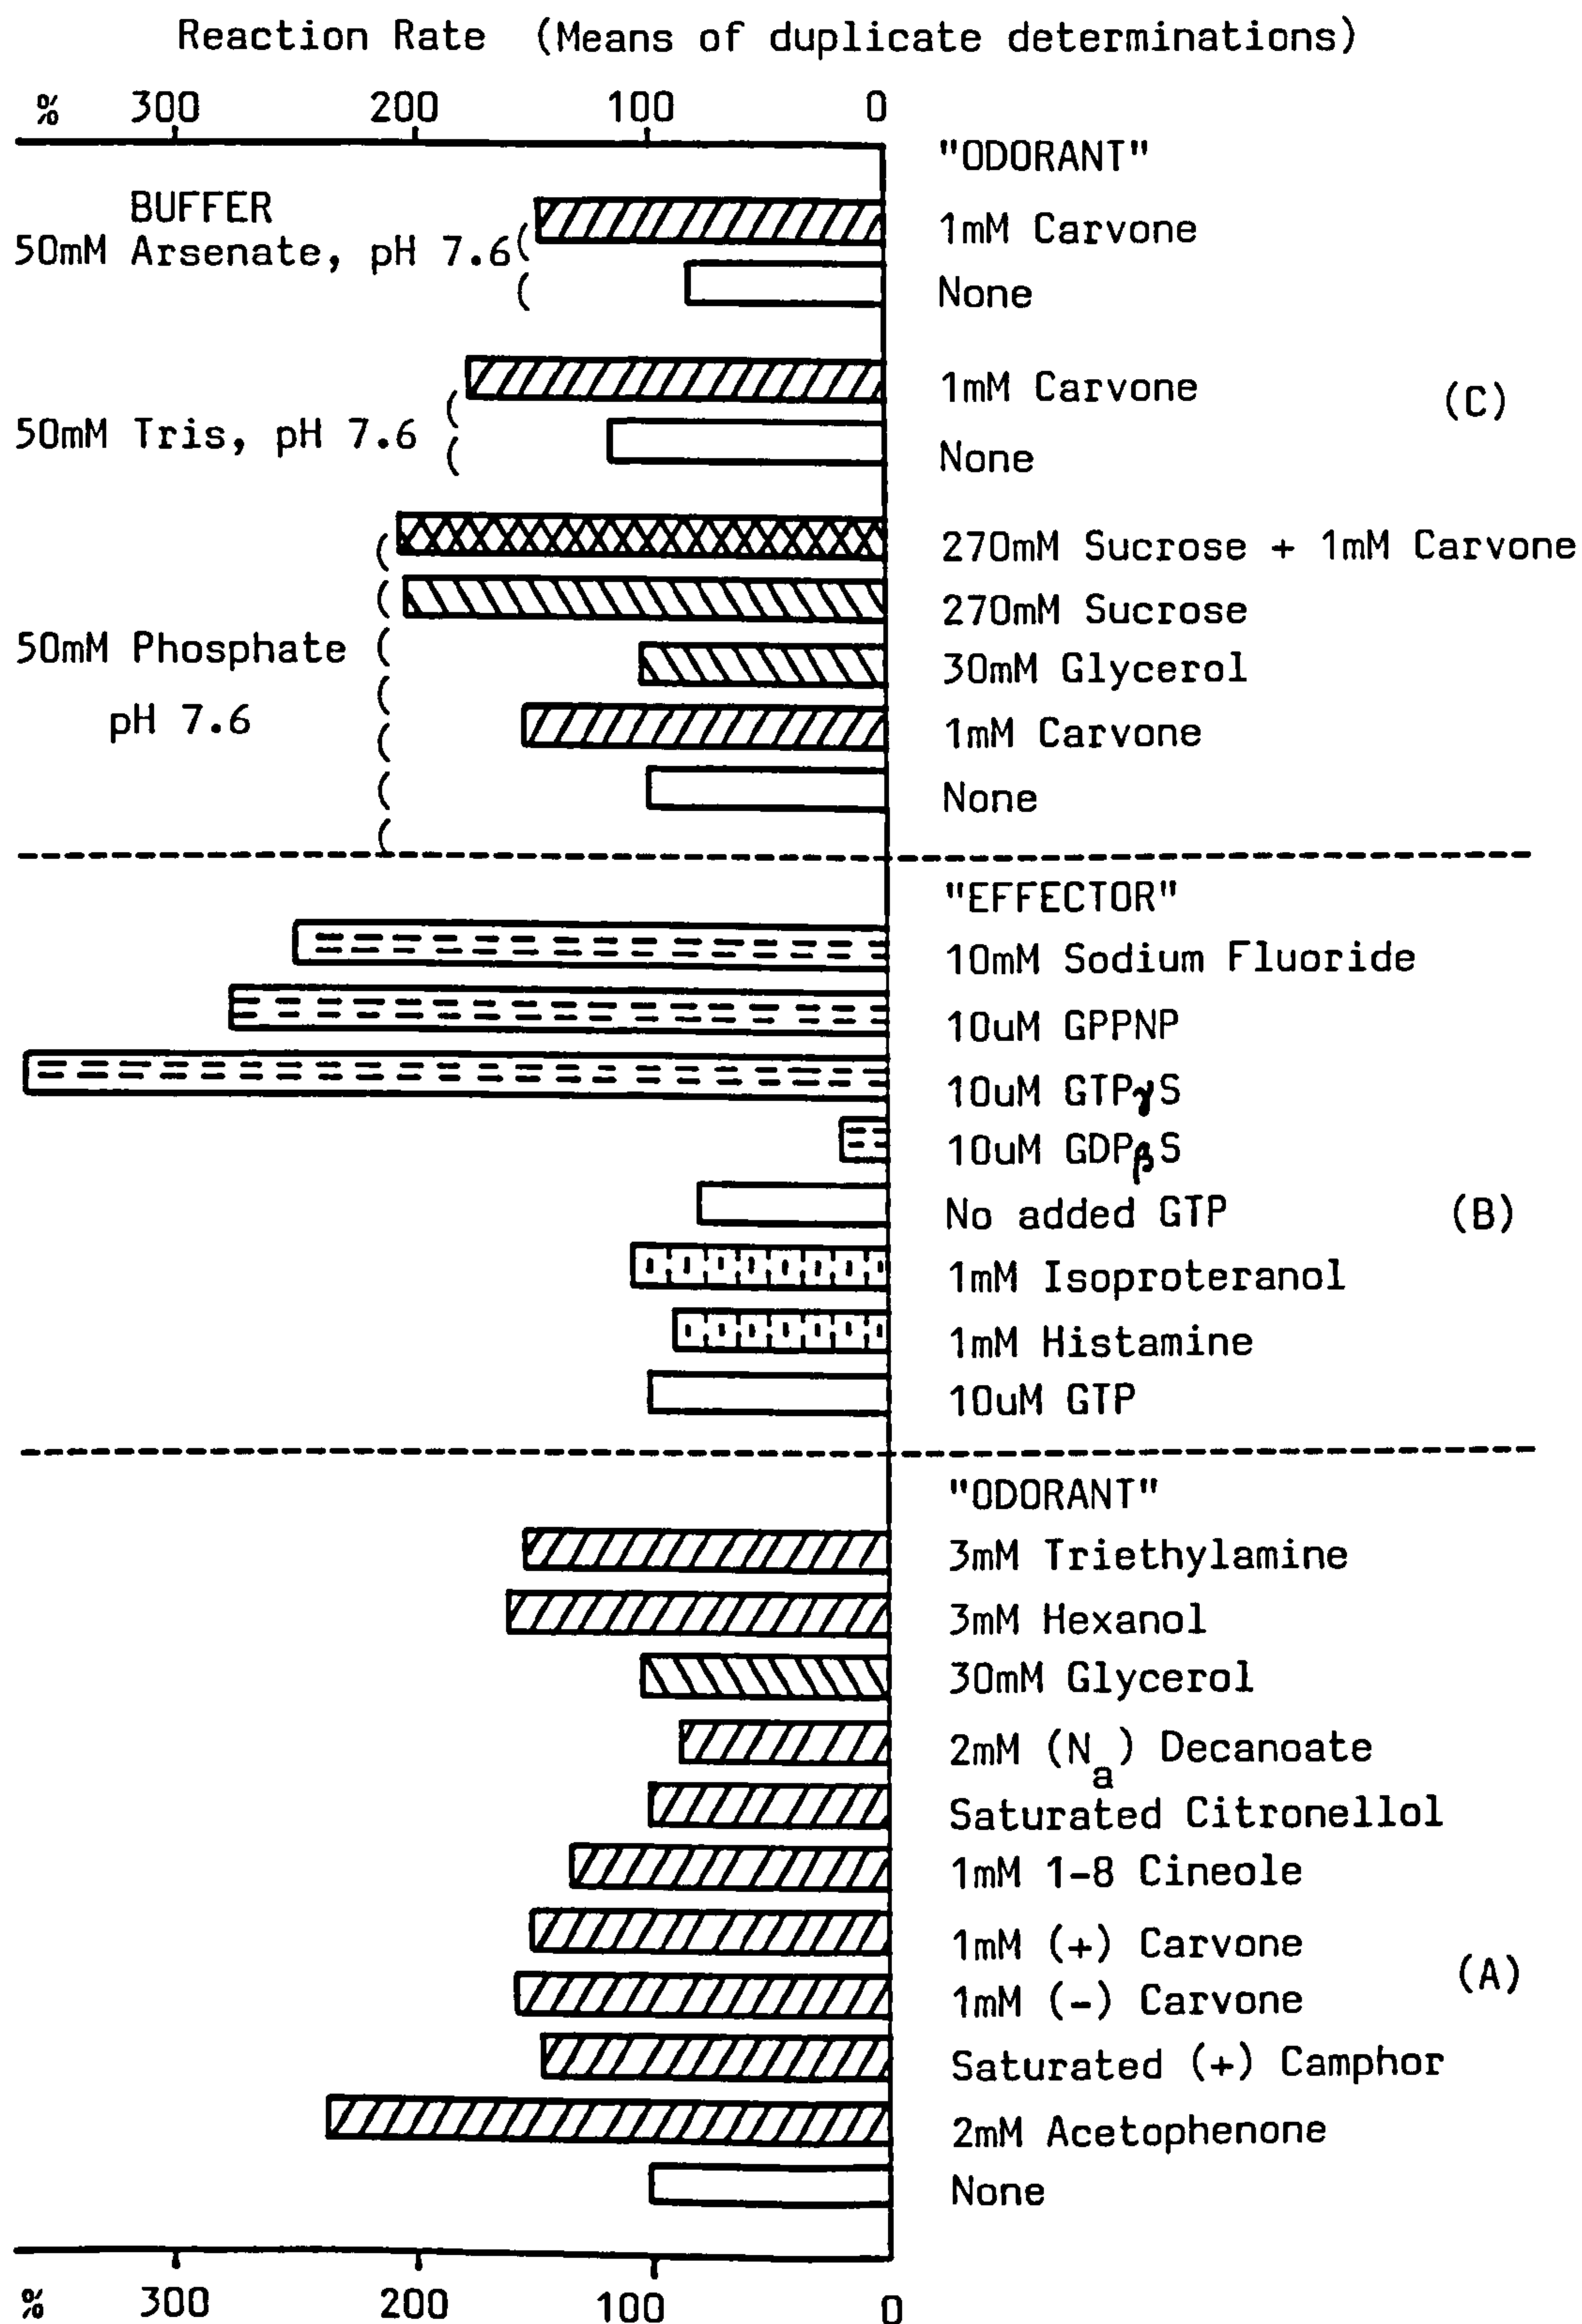 Reaction Rate (Means of duplicate determinations)
% 300 200 100 0
"ODORANT"
BUFFER
50mM Arsenate, pH 7.6
1mM Carvone
None
50mM Tris, pH 7.6
1mM Carvone
(C)
None
270mM Sucrose + 1mM Carvone
270mM Sucrose
50mM Phosphate
pH 7.6
30mM Glycerol
1mM Carvone
None
"EFFECTOR"
10mM Sodium Fluoride
10uM GPPNP
10uM GTPγS
10uM GDPβS
No added GTP
(B)
1mM Isoproteranol
1mM Histamine
10uM GTP
"ODORANT"
3mM Triethylamine
3mM Hexanol
30mM Glycerol
2mM (Na) Decanoate
Saturated Citronellol
1mM 1-8 Cineole
1mM (+) Carvone
(A)
1mM (-) Carvone
Saturated (+) Camphor
2mM Acetophenone
None
% 300 200 100 0